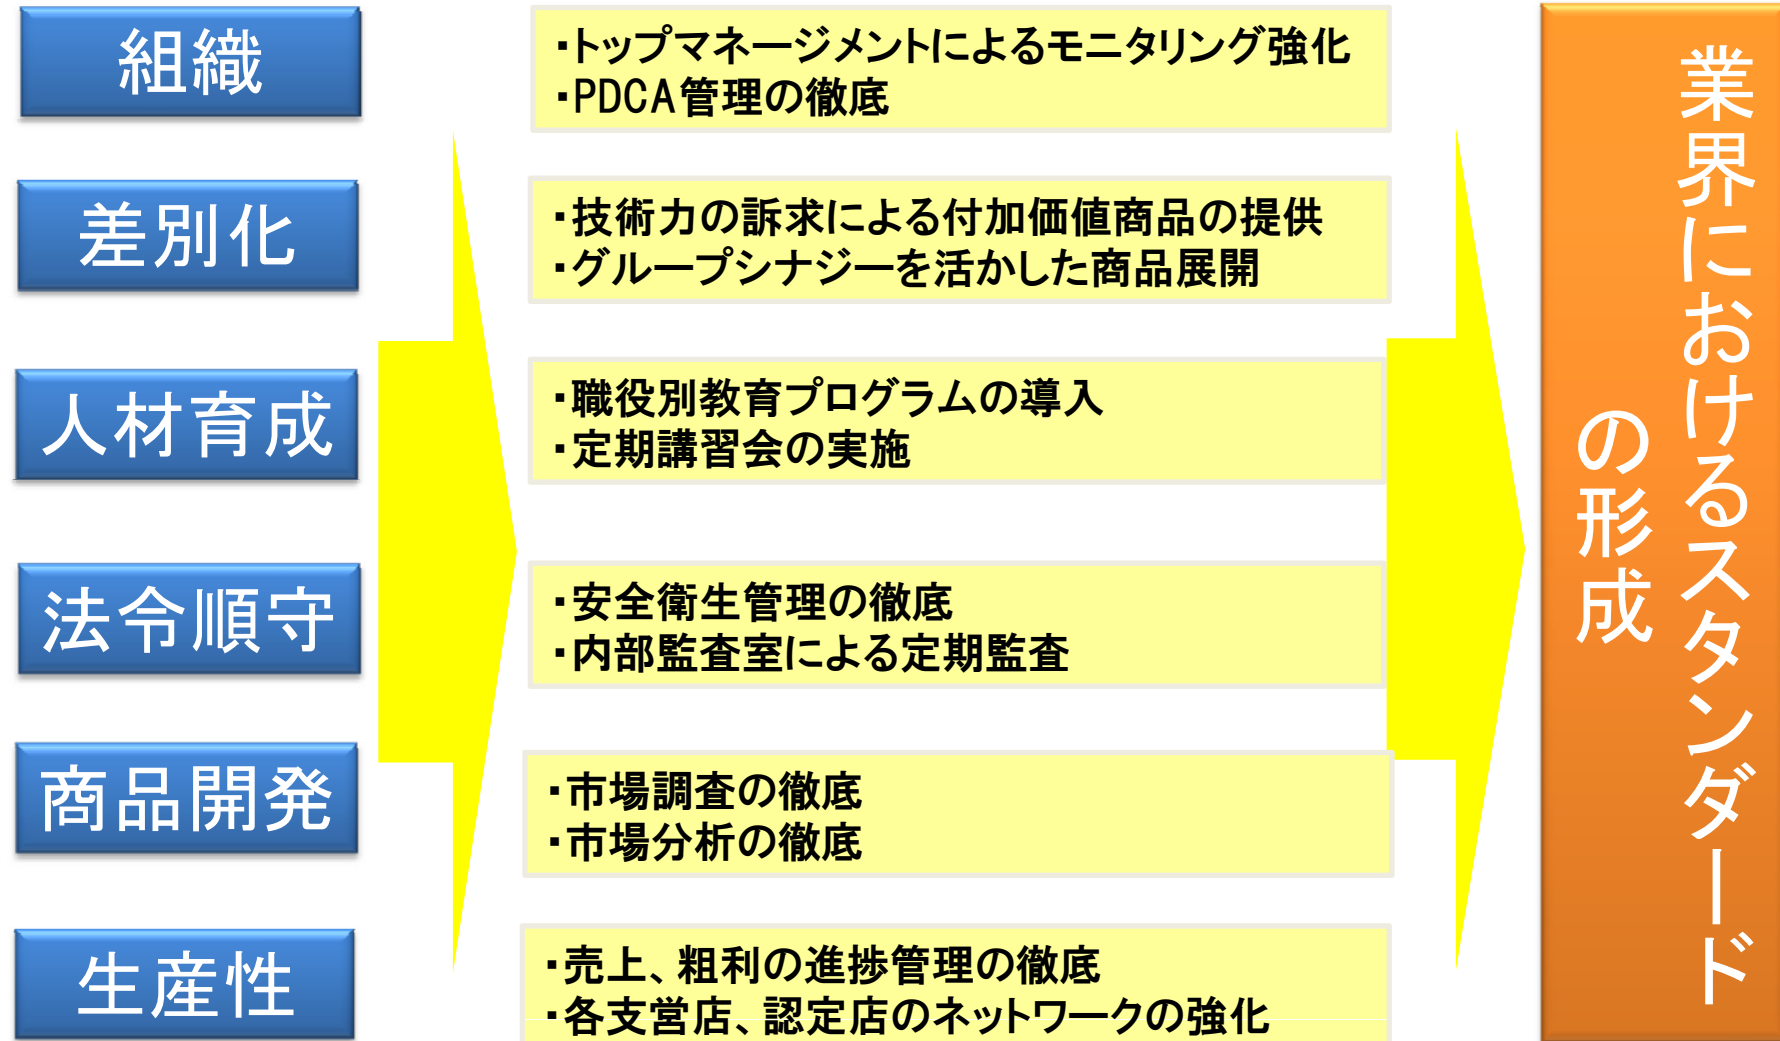 組織
・トップマネージメントによるモニタリング強化
・PDCA管理の徹底
差別化
・技術力の訴求による付加価値商品の提供
・グループシナジーを活かした商品展開
人材育成
・職役別教育プログラムの導入
・定期講習会の実施
法令順守
・安全衛生管理の徹底
・内部監査室による定期監査
商品開発
・市場調査の徹底
・市場分析の徹底
生産性
・売上、粗利の進捗管理の徹底
・各支営店、認定店のネットワークの強化
業界におけるスタンダード
の形成